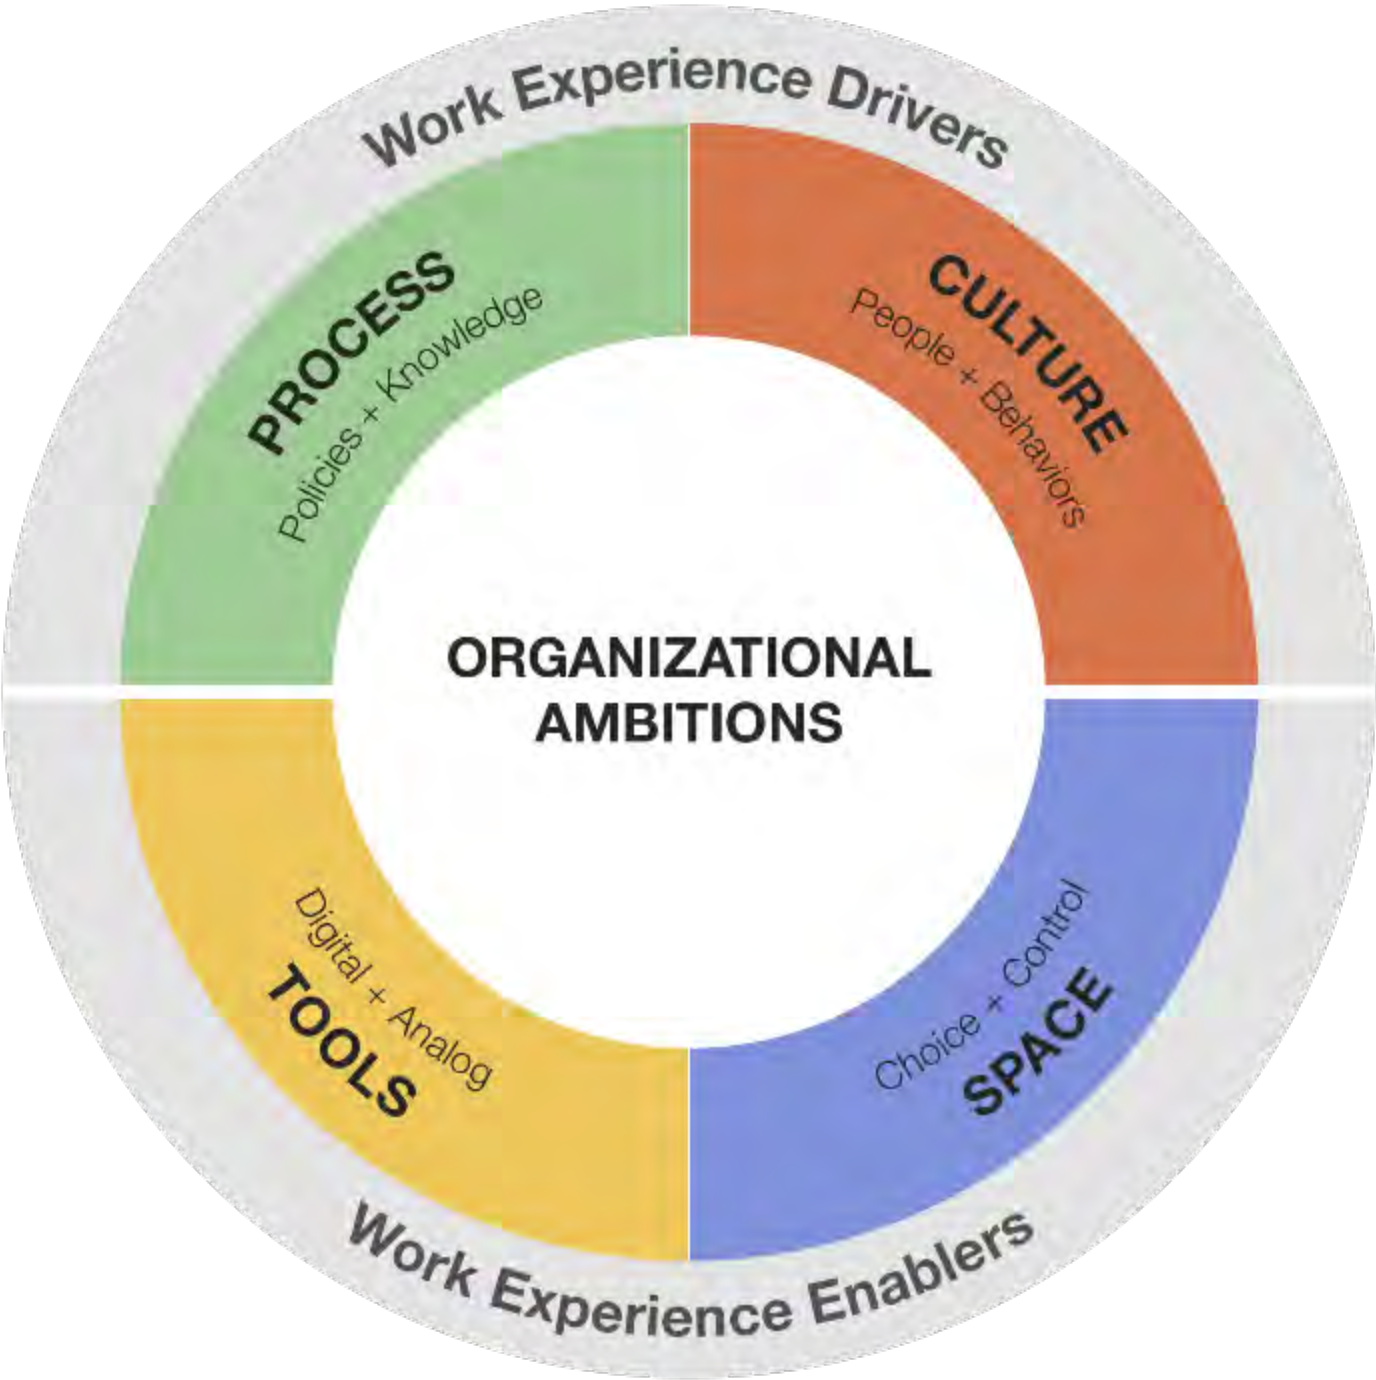 Work Experience Drivers
PROCESS
Policies + Knowledge
CULTURE
People + Behaviors
ORGANIZATIONAL
AMBITIONS
Digital + Analog
TOOLS
Choice + Control
SPACE
Work Experience Enablers